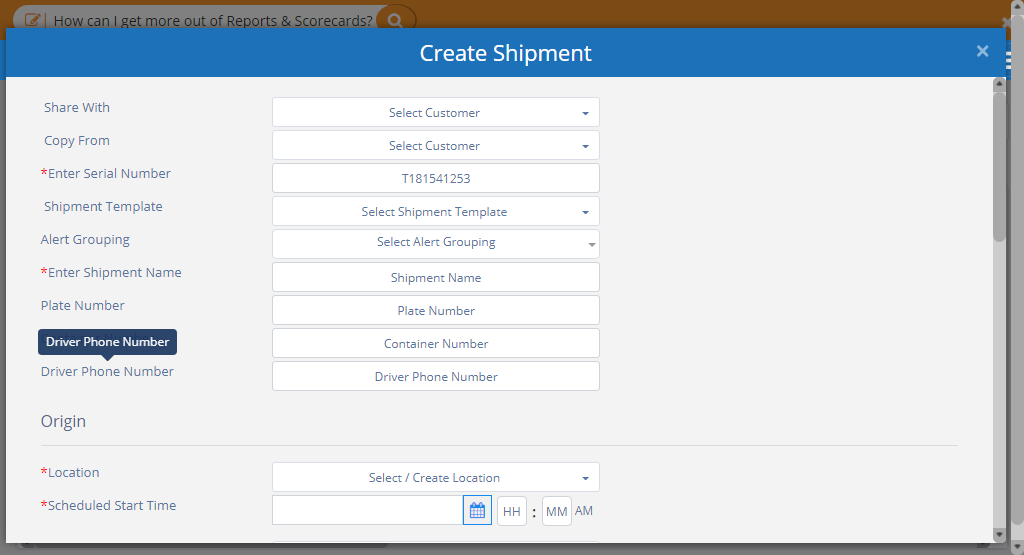 How can I get more out of Reports & Scorecards?
Create Shipment
×
Share With
Select Customer
Copy From
Select Customer
*Enter Serial Number
T181541253
Shipment Template
Select Shipment Template
Alert Grouping
Select Alert Grouping
*Enter Shipment Name
Shipment Name
Plate Number
Plate Number
Driver Phone Number
Container Number
Driver Phone Number
Driver Phone Number
Origin
*Location
Select / Create Location
*Scheduled Start Time
HH : MM AM